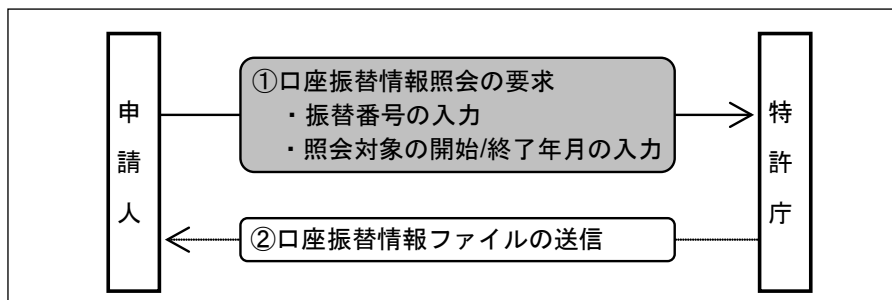 申請人
①口座振替情報照会の要求
・振替番号の入力
・照会対象の開始/終了年月の入力
特許庁
②口座振替情報ファイルの送信